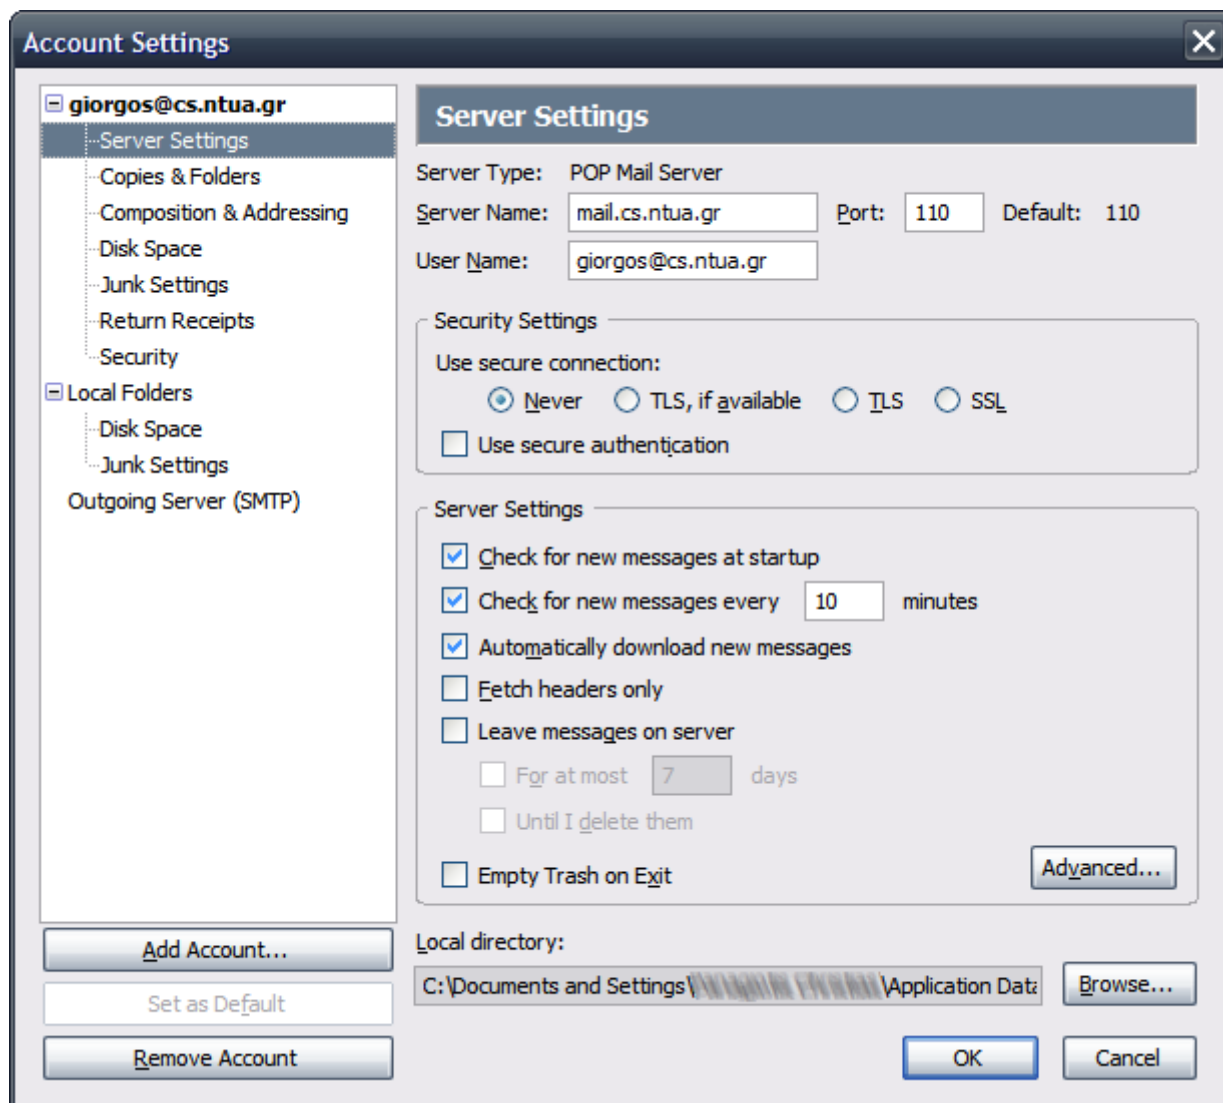 Account Settings
giorgos@cs.ntua.gr
Server Settings
Copies & Folders
Composition & Addressing
Disk Space
Junk Settings
Return Receipts
Security
Local Folders
Disk Space
Junk Settings
Outgoing Server (SMTP)
Add Account...
Set as Default
Remove Account
Server Settings
Server Type: POP Mail Server
Server Name: mail.cs.ntua.gr Port: 110 Default: 110
User Name: giorgos@cs.ntua.gr
Security Settings
Use secure connection:
Never TLS, if available TLS SSL
Use secure authentication
Server Settings
Check for new messages at startup
Check for new messages every 10 minutes
Automatically download new messages
Fetch headers only
Leave messages on server
For at most 7 days
Until I delete them
Empty Trash on Exit Advanced...
Local directory:
C:\Documents and Settings\ \Application Data Browse...
OK Cancel